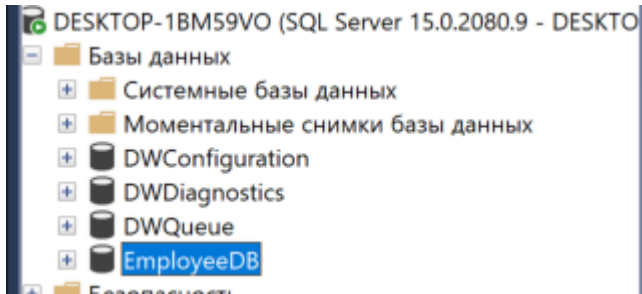 DESKTOP-1BM59VO (SQL Server 15.0.2080.9 - DESKTO
Базы данных
Системные базы данных
Моментальные снимки базы данных
DWConfiguration
DWDiagnostics
DWQueue
EmployeeDB
Безопасность